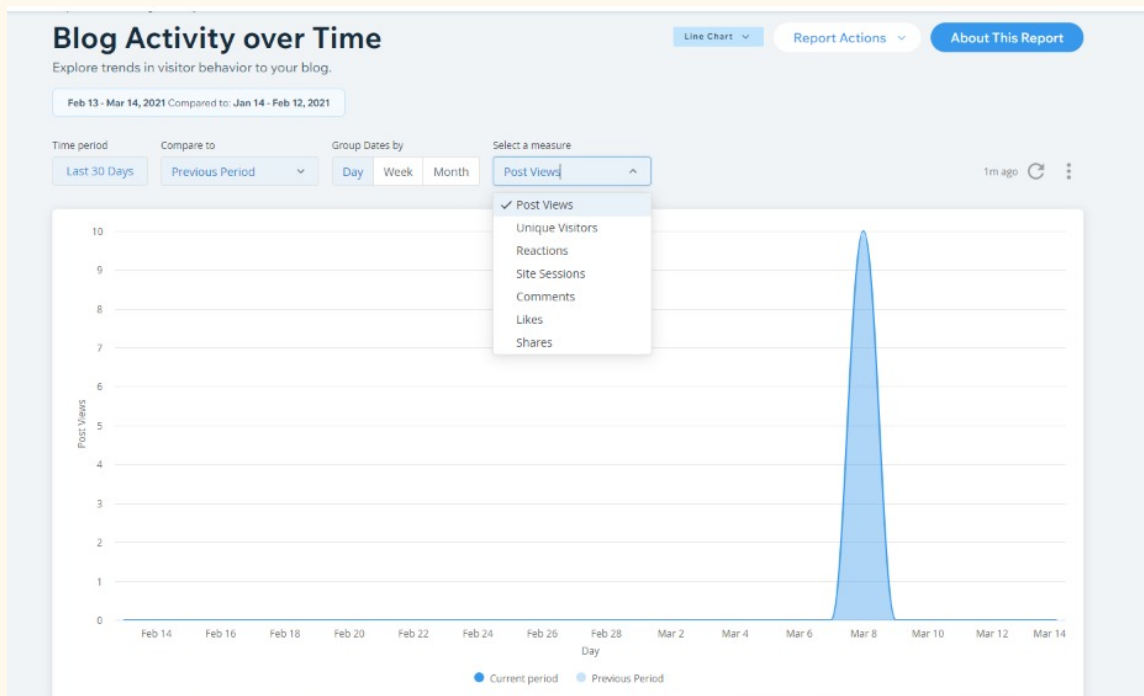 Blog Activity over Time
Line Chart
Report Actions
About This Report
Explore trends in visitor behavior to your blog.
Feb 13 - Mar 14, 2021 Compared to: Jan 14 - Feb 12, 2021
Time period
Compare to
Group Dates by
Select a measure
Last 30 Days
Previous Period
Day
Week
Month
Post Views
1m ago
Post Views
Unique Visitors
Reactions
Site Sessions
Comments
Likes
Shares
10
9
8
7
6
5
4
3
2
1
0
Post Views
Feb 14
Feb 16
Feb 18
Feb 20
Feb 22
Feb 24
Feb 26
Feb 28
Mar 2
Mar 4
Mar 6
Mar 8
Mar 10
Mar 12
Mar 14
Day
Current period
Previous Period